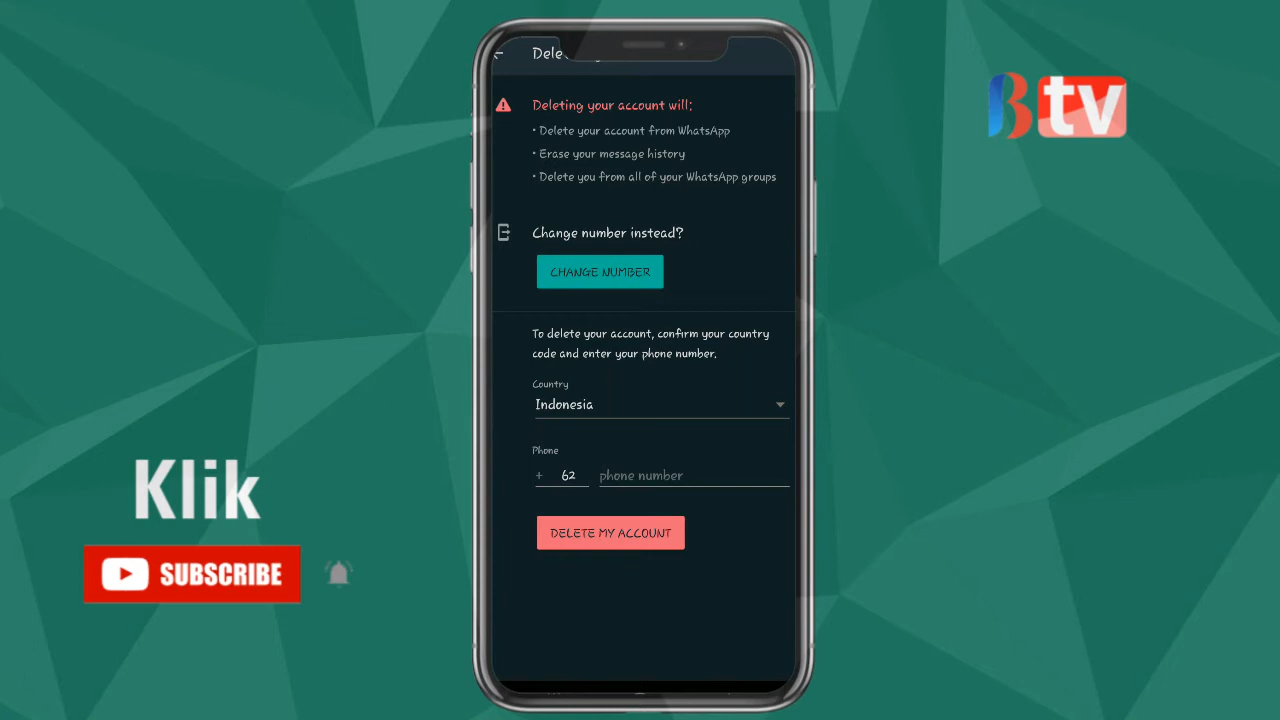 Dele
Deleting your account will:
• Delete your account from WhatsApp
• Erase your message history
• Delete you from all of your WhatsApp groups
Change number instead?
CHANGE NUMBER
To delete your account, confirm your country
code and enter your phone number.
Country
Indonesia
Phone
+ 62 phone number
DELETE MY ACCOUNT
Btv
Klik
SUBSCRIBE